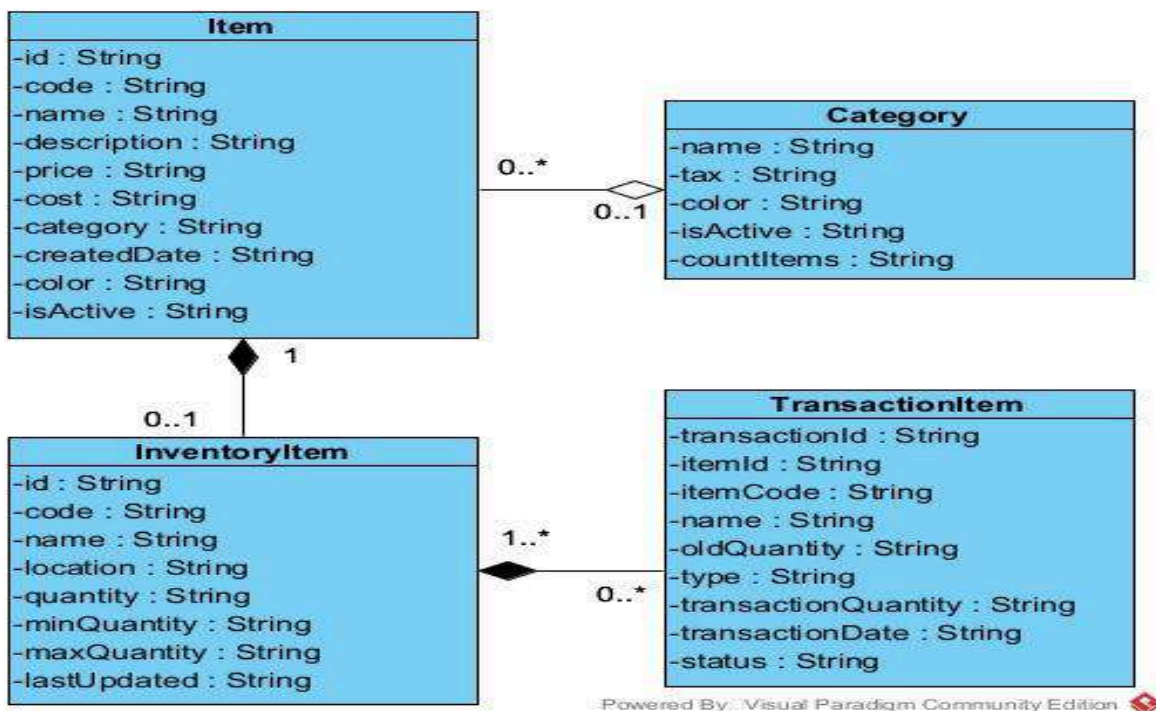 Item
-id : String
-code : String
-name : String
-description : String
-price : String
-cost : String
-category : String
-createdDate : String
-color : String
-isActive : String
0..*
0..1
Category
-name : String
-tax : String
-color : String
-isActive : String
-countItems : String
1
0..1
InventoryItem
-id : String
-code : String
-name : String
-location : String
-quantity : String
-minQuantity : String
-maxQuantity : String
-lastUpdated : String
1..*
0..*
TransactionItem
-transactionId : String
-itemId : String
-itemCode : String
-name : String
-oldQuantity : String
-type : String
-transactionQuantity : String
-transactionDate : String
-status : String
Powered By: Visual Paradigm Community Edition